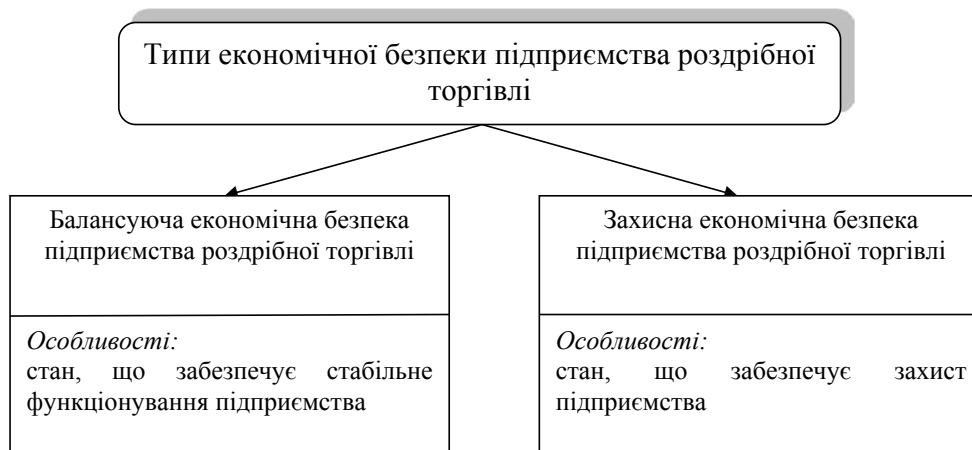 Типи економічної безпеки підприємства роздрібної
торгівлі
Балансуюча економічна безпека
підприємства роздрібної торгівлі
Особливості:
стан, що забезпечує стабільне
функціонування підприємства
Захисна економічна безпека
підприємства роздрібної торгівлі
Особливості:
стан, що забезпечує захист
підприємства